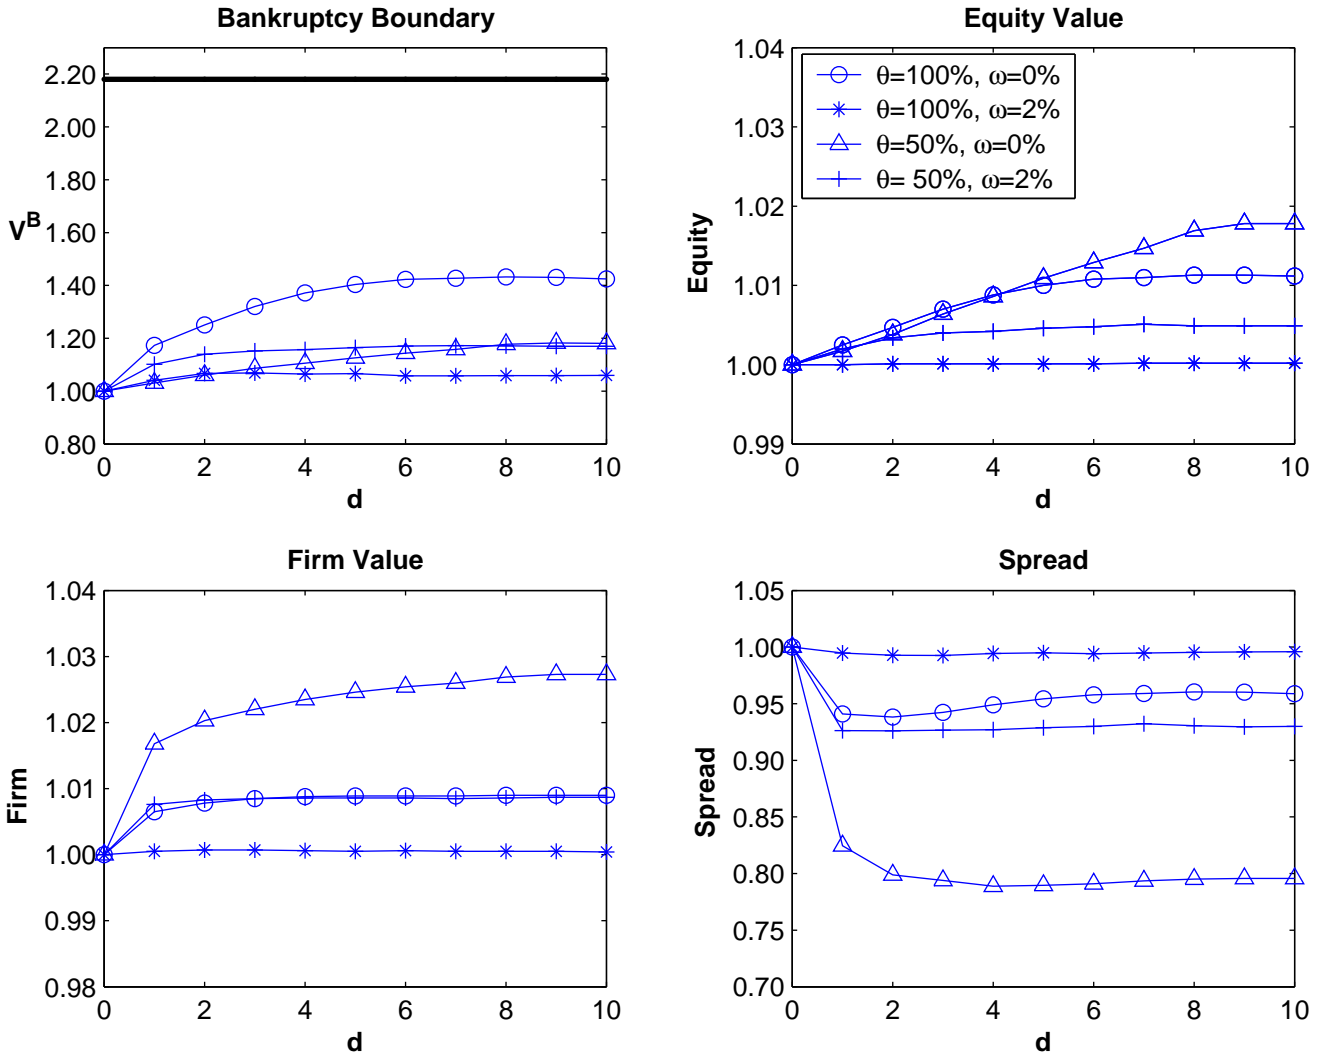 Bankruptcy Boundary
2.20
2.00
1.80
1.60
1.40
1.20
1.00
0.80
V^B
0 2 4 6 8 10
d
Equity Value
1.04
1.03
1.02
1.01
1.00
0.99
Equity
θ=100%, ω=0%
θ=100%, ω=2%
θ=50%, ω=0%
θ= 50%, ω=2%
0 2 4 6 8 10
d
Firm Value
1.04
1.03
1.02
1.01
1.00
0.99
0.98
Firm
0 2 4 6 8 10
d
Spread
1.05
1.00
0.95
0.90
0.85
0.80
0.75
0.70
Spread
0 2 4 6 8 10
d